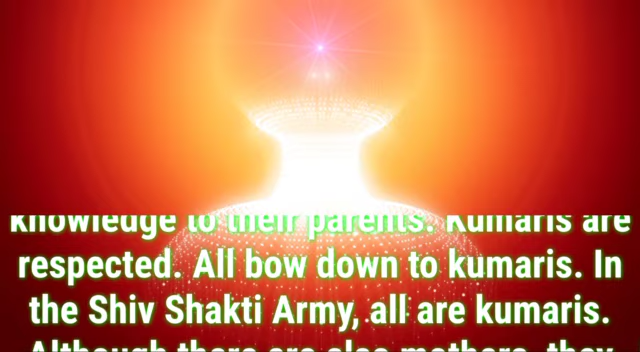 knowledge to their parents. Kumaris are
respected. All bow down to kumaris. In
the Shiv Shakti Army, all are kumaris.
Although there are also mothers, they